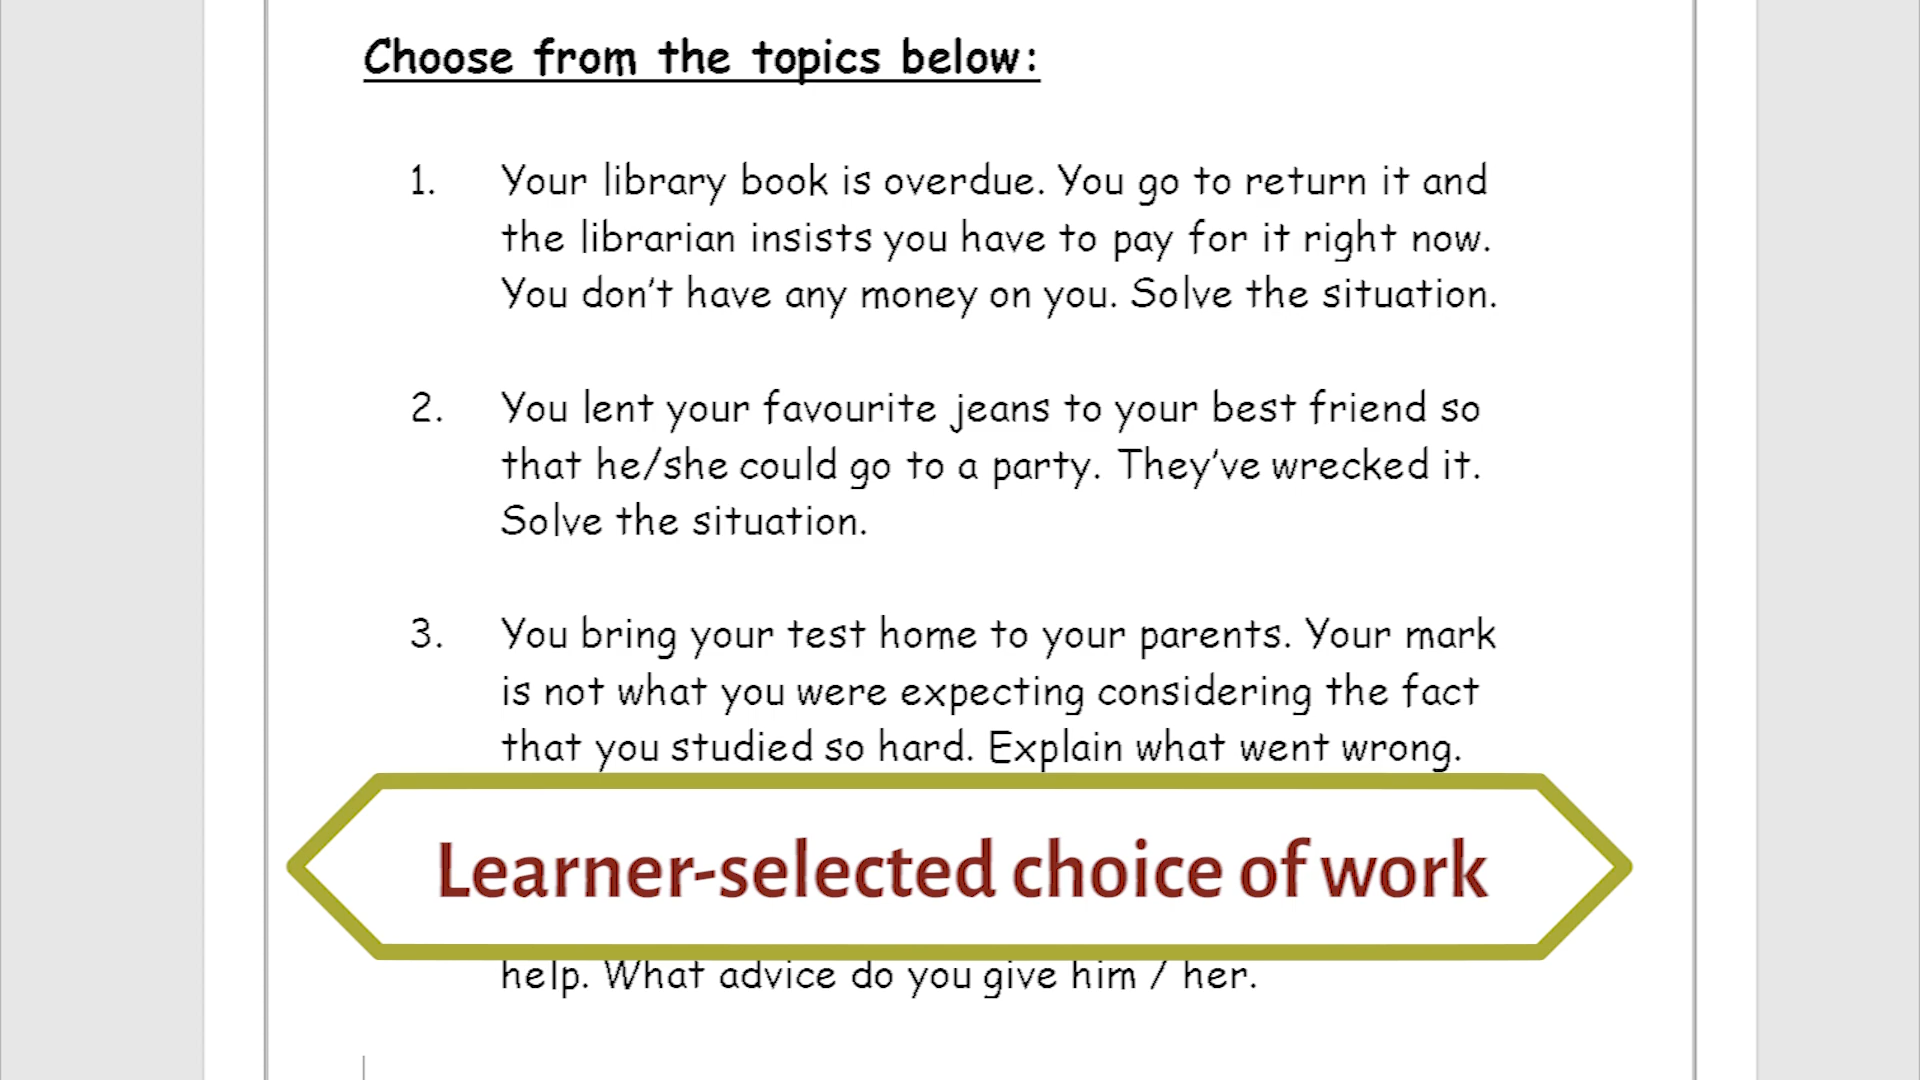 Choose from the topics below:
1. Your library book is overdue. You go to return it and
the librarian insists you have to pay for it right now.
You don't have any money on you. Solve the situation.
2. You lent your favourite jeans to your best friend so
that he/she could go to a party. They've wrecked it.
Solve the situation.
3. You bring your test home to your parents. Your mark
is not what you were expecting considering the fact
that you studied so hard. Explain what went wrong.
Learner-selected choice of work
help. What advice do you give him / her.